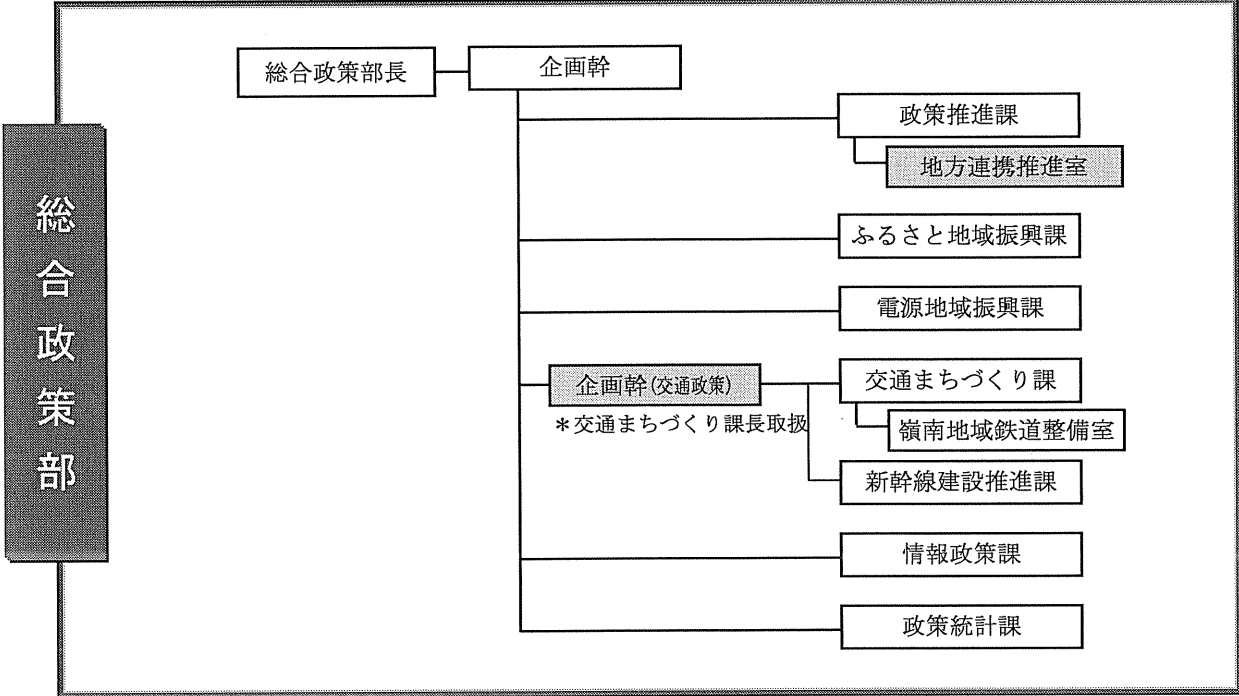 総合政策部
総合政策部長
企画幹
政策推進課
地方連携推進室
ふるさと地域振興課
電源地域振興課
企画幹(交通政策)
＊交通まちづくり課長取扱
交通まちづくり課
嶺南地域鉄道整備室
新幹線建設推進課
情報政策課
政策統計課